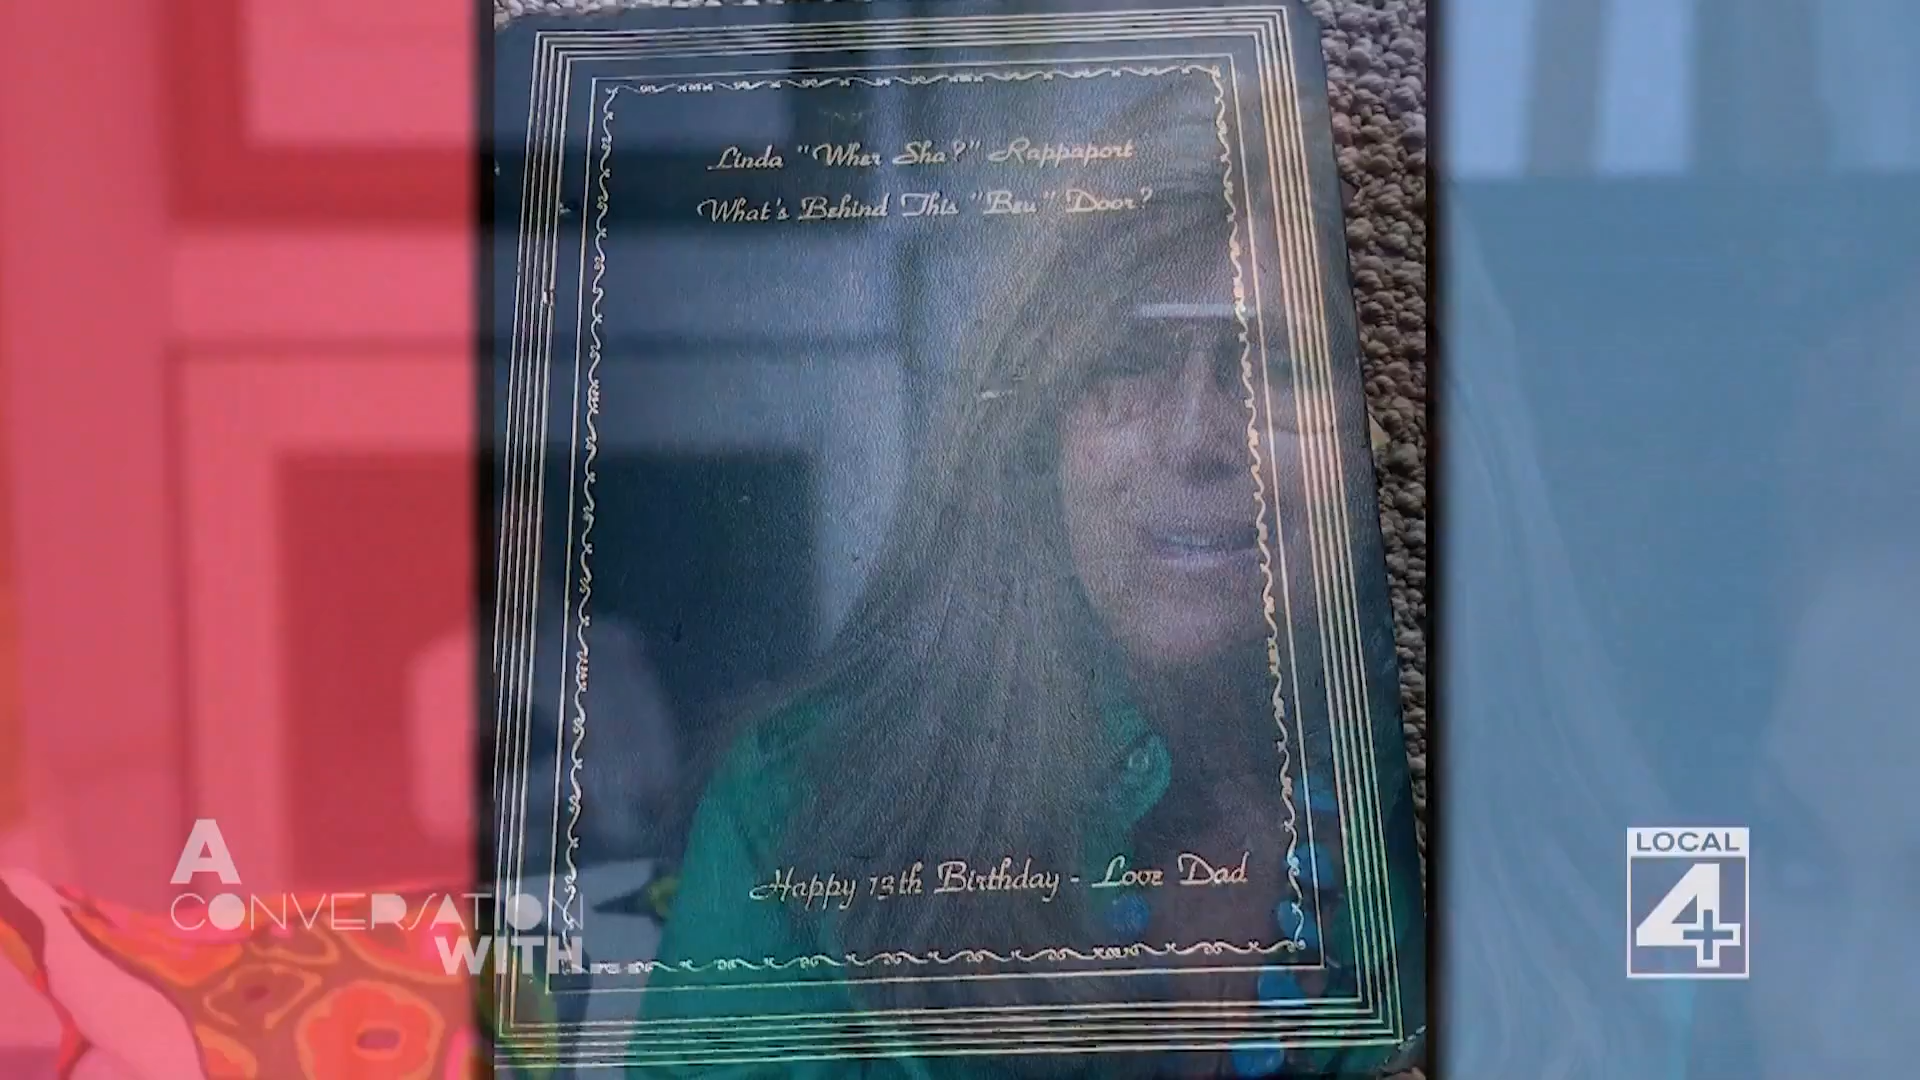 Linda "Wher Sha?" Rappaport
What's Behind This "Beu" Door?
Happy 13th Birthday - Love Dad
A
CONVERSATION
WITH...
LOCAL
4+